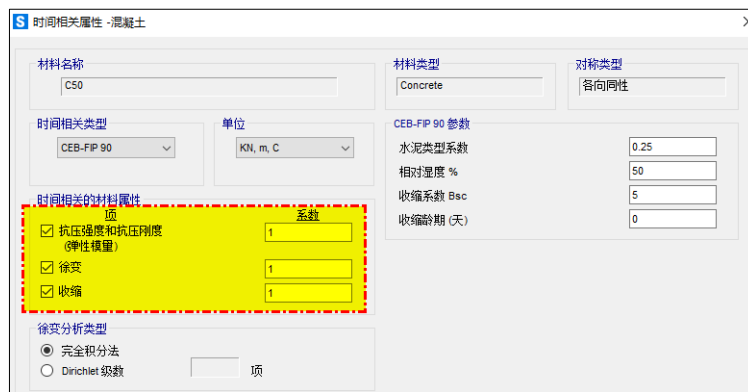 S 时间相关属性 -混凝土
材料名称
C50
材料类型
Concrete
对称类型
各向同性
时间相关类型
CEB-FIP 90
单位
KN, m, C
CEB-FIP 90 参数
水泥类型系数
0.25
相对湿度 %
50
收缩系数 Bsc
5
收缩龄期 (天)
0
时间相关的材料属性
项
系数
抗压强度和抗压刚度
(弹性模量)
1
徐变
1
收缩
1
徐变分析类型
完全积分法
Dirichlet 级数
项